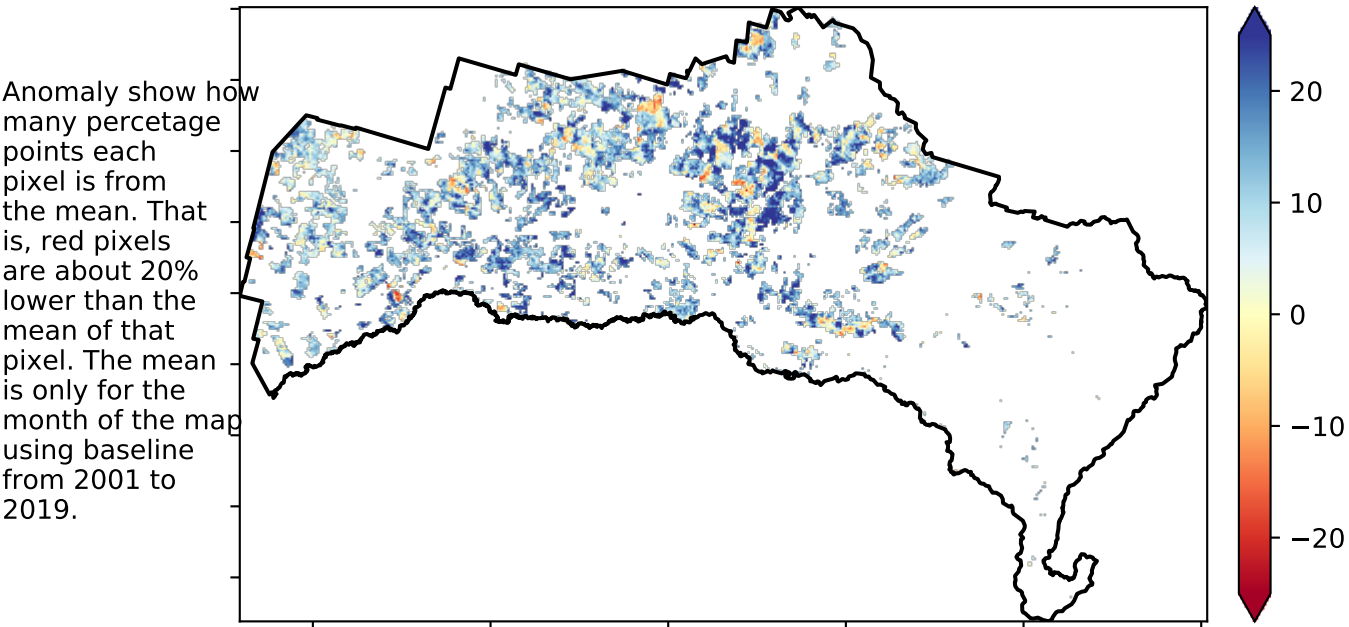 Anomaly show how
many percetage
points each
pixel is from
the mean. That
is, red pixels
are about 20%
lower than the
mean of that
pixel. The mean
is only for the
month of the map
using baseline
from 2001 to
2019.
20
10
0
−10
−20